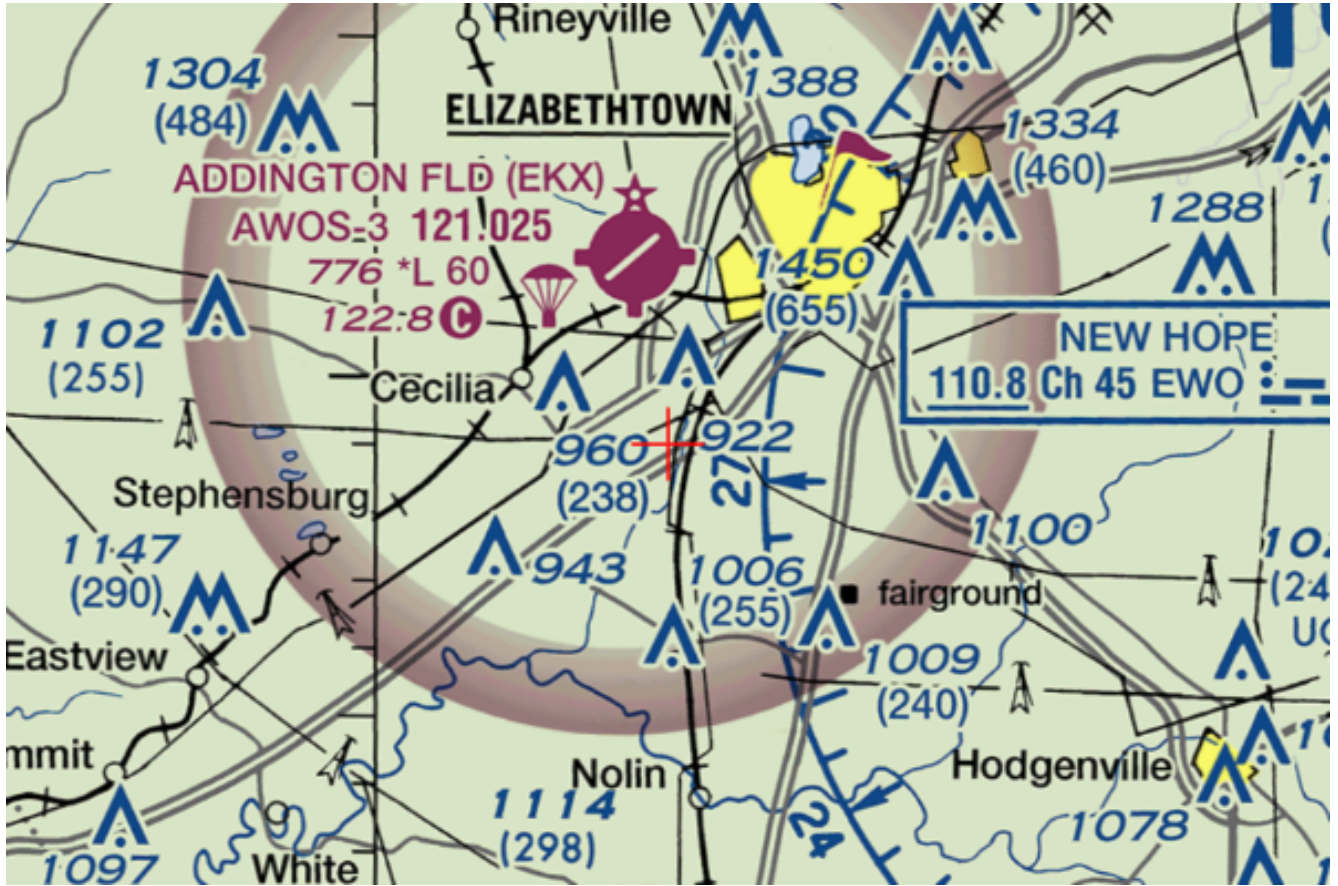 Rineyville
1304
(484)
1388
ELIZABETHTOWN
1334
(460)
ADDINGTON FLD (EKX)
AWOS-3 121.025
776 *L 60
122.8 C
1288
1450
(655)
1102
(255)
NEW HOPE
110.8 Ch 45 EWO
Cecilia
960
(238)
922
27
Stephensburg
1147
(290)
943
1006
(255)
1100
fairground
Eastview
1009
(240)
mmit
Nolin
Hodgenville
1114
(298)
24
1078
1097
White